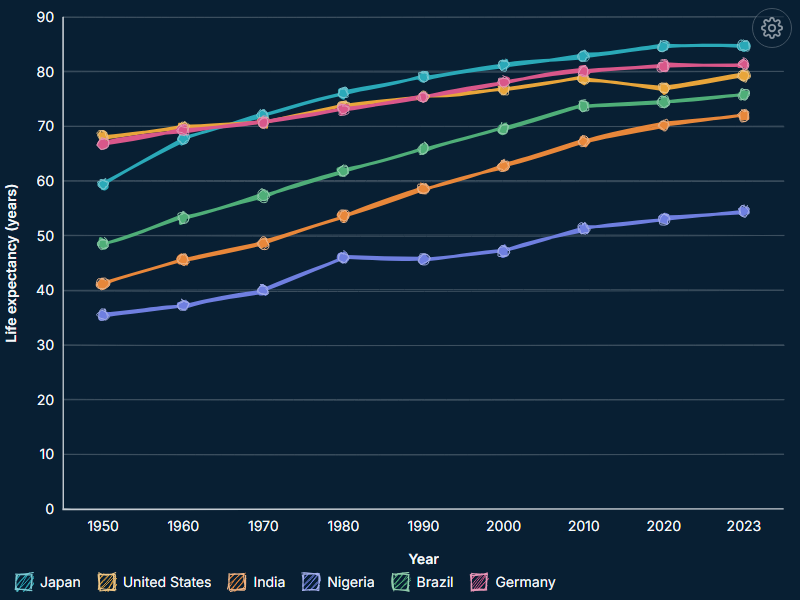 90
80
70
60
50
40
30
20
10
0
Life expectancy (years)
1950 1960 1970 1980 1990 2000 2010 2020 2023
Year
Japan United States India Nigeria Brazil Germany